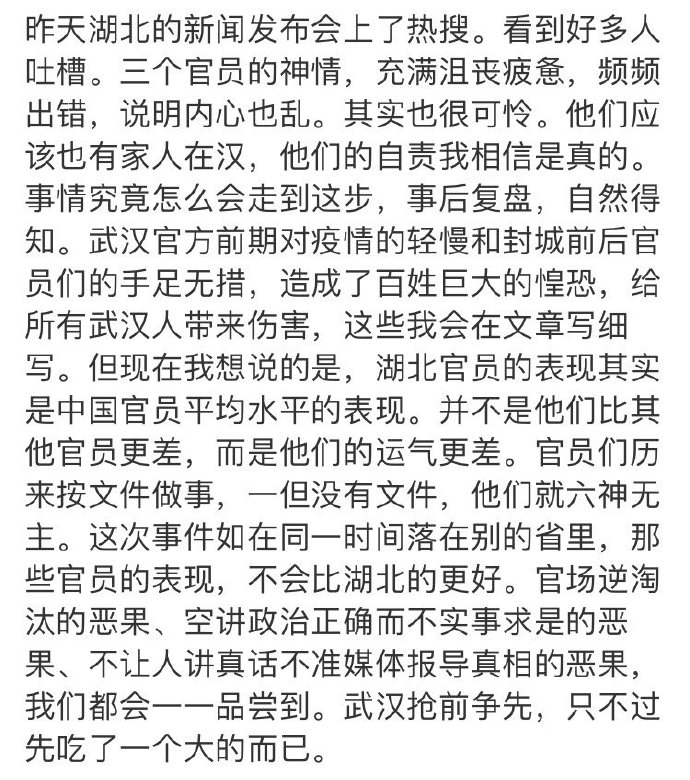 昨天湖北的新闻发布会上了热搜。看到好多人
吐槽。三个官员的神情，充满沮丧疲惫，频频
出错，说明内心也乱。其实也很可怜。他们应
该也有家人在汉，他们的自责我相信是真的。
事情究竟怎么会走到这步，事后复盘，自然得
知。武汉官方前期对疫情的轻慢和封城前后官
员们的手足无措，造成了百姓巨大的惶恐，给
所有武汉人带来伤害，这些我会在文章写细
写。但现在我想说的是，湖北官员的表现其实
是中国官员平均水平的表现。并不是他们比其
他官员更差，而是他们的运气更差。官员们历
来按文件做事，一但没有文件，他们就六神无
主。这次事件如在同一时间落在别的省里，那
些官员的表现，不会比湖北的更好。官场逆淘
汰的恶果、空讲政治正确而不实事求是的恶
果、不让人讲真话不准媒体报导真相的恶果，
我们都会一一品尝到。武汉抢前争先，只不过
先吃了一个大的而已。